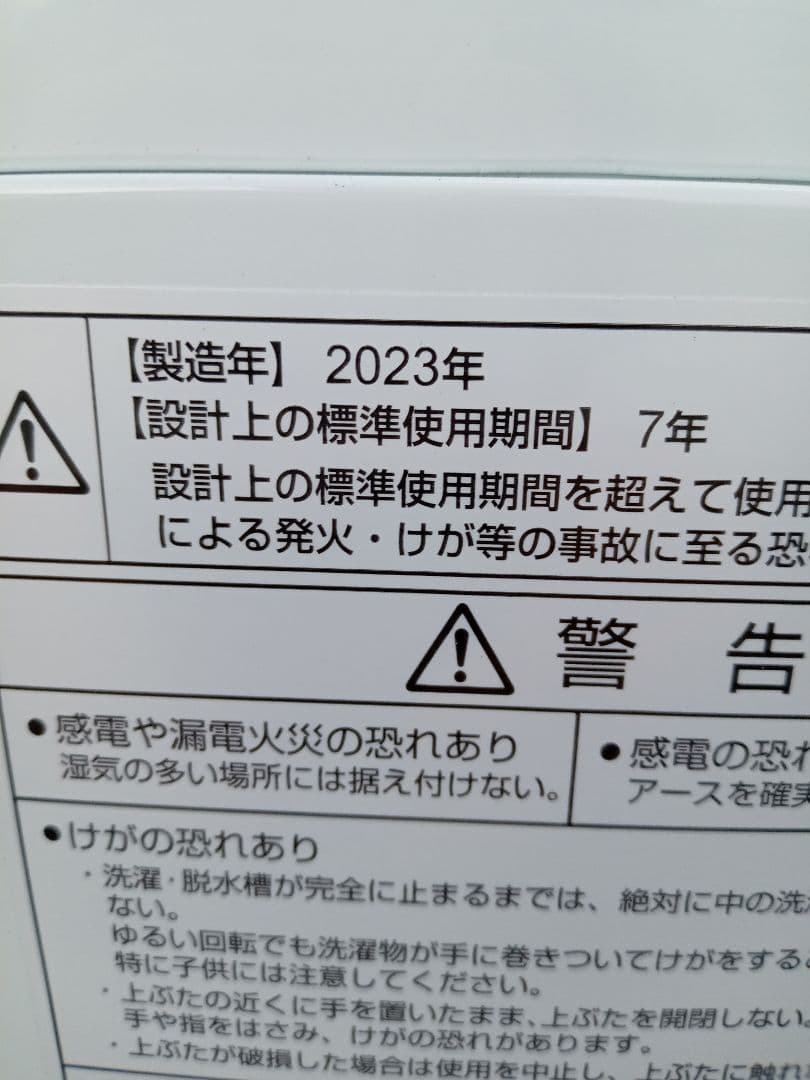 【製造年】 2023年
【設計上の標準使用期間】 7年
設計上の標準使用期間を超えて使用
による発火・けが等の事故に至る恐
警 告
●感電や漏電火災の恐れあり
湿気の多い場所には据え付けない。
●感電の恐れ
アースを確実
●けがの恐れあり
・洗濯・脱水槽が完全に止まるまでは、絶対に中の洗
ない。
ゆるい回転でも洗濯物が手に巻きついてけがをする
特に子供には注意してください。
・上ぶたの近くに手を置いたまま、上ぶたを開閉しない。
手や指をはさみ、けがの恐れがあります。
・上ぶたが破損した場合は使用を中止し、上ぶたに触れ